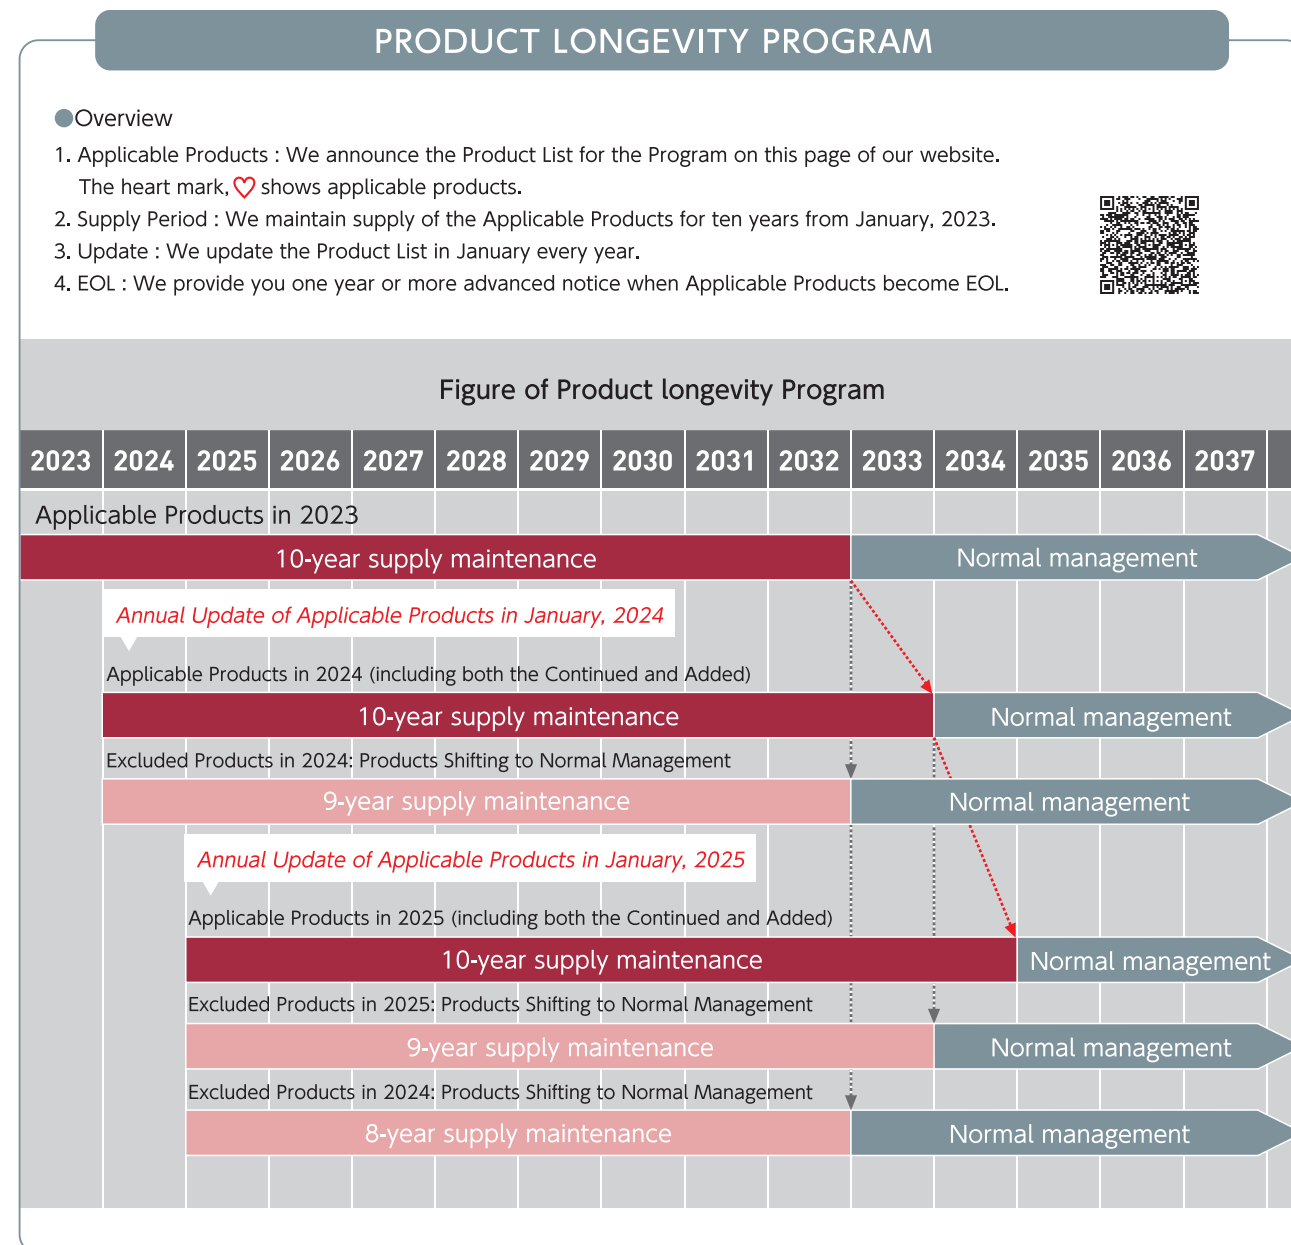 PRODUCT LONGEVITY PROGRAM
Overview
1. Applicable Products : We announce the Product List for the Program on this page of our website.
The heart mark, ♡ shows applicable products.
2. Supply Period : We maintain supply of the Applicable Products for ten years from January, 2023.
3. Update : We update the Product List in January every year.
4. EOL : We provide you one year or more advanced notice when Applicable Products become EOL.
Figure of Product longevity Program
2023 2024 2025 2026 2027 2028 2029 2030 2031 2032 2033 2034 2035 2036 2037
Applicable Products in 2023
10-year supply maintenance Normal management
Annual Update of Applicable Products in January, 2024
Applicable Products in 2024 (including both the Continued and Added)
10-year supply maintenance Normal management
Excluded Products in 2024: Products Shifting to Normal Management
9-year supply maintenance Normal management
Annual Update of Applicable Products in January, 2025
Applicable Products in 2025 (including both the Continued and Added)
10-year supply maintenance Normal management
Excluded Products in 2025: Products Shifting to Normal Management
9-year supply maintenance Normal management
Excluded Products in 2024: Products Shifting to Normal Management
8-year supply maintenance Normal management